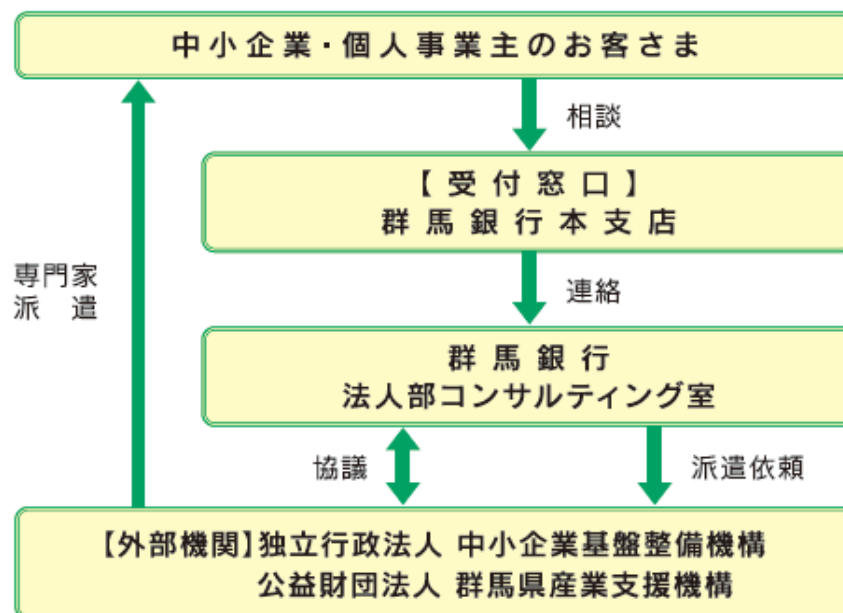 中小企業・個人事業主のお客さま
相談
【受付窓口】
群馬銀行本支店
専門家
派遣
連絡
群馬銀行
法人部コンサルティング室
協議
派遣依頼
【外部機関】独立行政法人 中小企業基盤整備機構
公益財団法人 群馬県産業支援機構